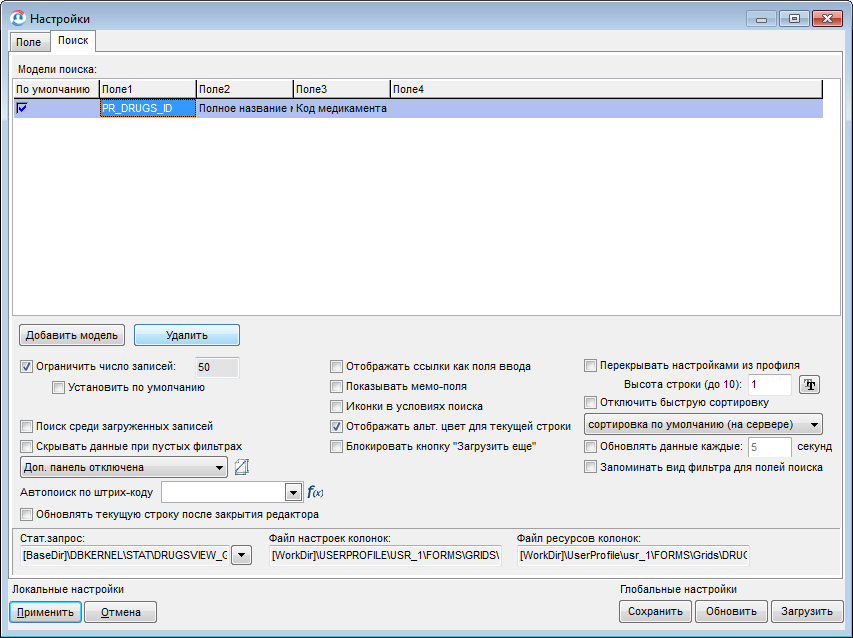 Настройки
Поле Поиск
Модели поиска:
По умолчанию Поле1 Поле2 Поле3 Поле4
PR_DRUGS_ID Полное название Код медикамента
Добавить модель Удалить
Ограничить число записей: 50
Установить по умолчанию
Поиск среди загруженных записей
Скрывать данные при пустых фильтрах
Доп. панель отключена
Автопоиск по штрих-коду f(x)
Обновлять текущую строку после закрытия редактора
Отображать ссылки как поля ввода
Показывать мемо-поля
Иконки в условиях поиска
Отображать альт. цвет для текущей строки
Блокировать кнопку "Загрузить еще"
Перекрывать настройками из профиля
Высота строки (до 10): 1
Отключить быструю сортировку
сортировка по умолчанию (на сервере)
Обновлять данные каждые: 5 секунд
Запоминать вид фильтра для полей поиска
Стат.запрос: Файл настроек колонок: Файл ресурсов колонок:
[BaseDir]\DBKERNEL\STAT\DRUGSVIEW_G [WorkDir]\USERPROFILE\USR_1\FORMS\GRIDS\ [WorkDir]\UserProfile\usr_1\FORMS\Grids\DRUG
Локальные настройки Глобальные настройки
Применить Отмена Сохранить Обновить Загрузить